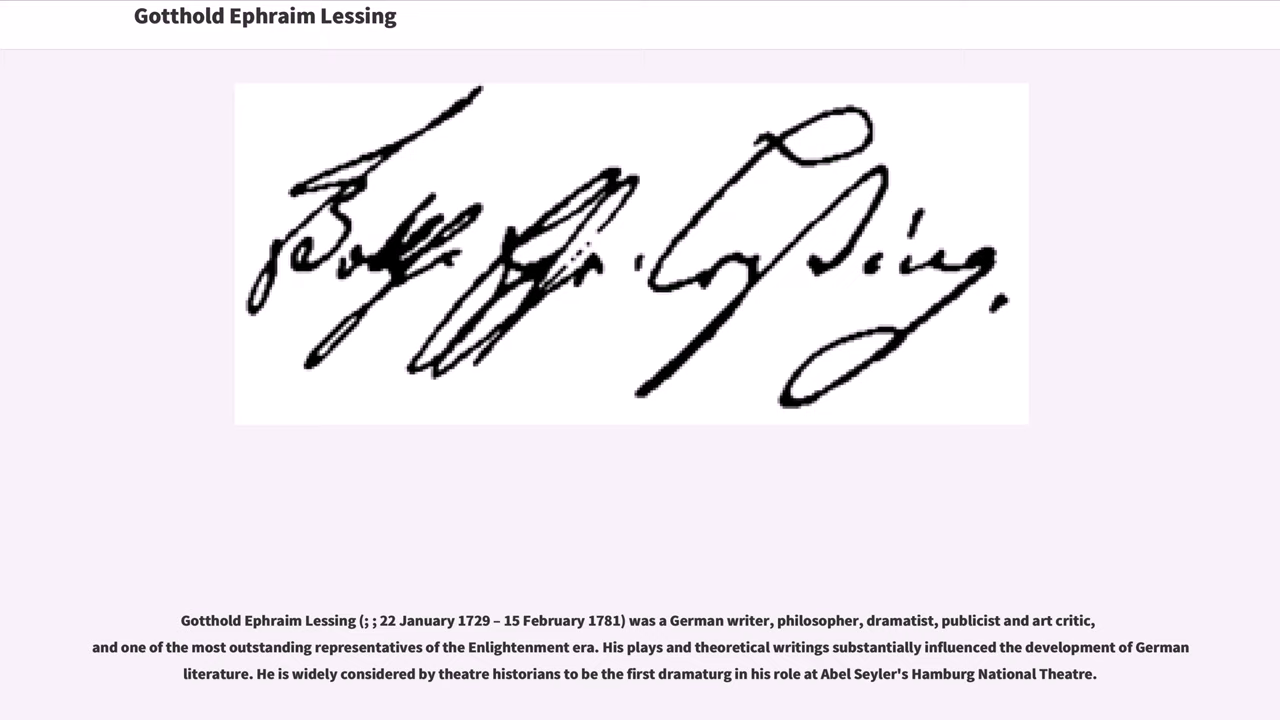 Gotthold Ephraim Lessing
Lessing.
Gotthold Ephraim Lessing (; ; 22 January 1729 – 15 February 1781) was a German writer, philosopher, dramatist, publicist and art critic,
and one of the most outstanding representatives of the Enlightenment era. His plays and theoretical writings substantially influenced the development of German
literature. He is widely considered by theatre historians to be the first dramaturg in his role at Abel Seyler's Hamburg National Theatre.